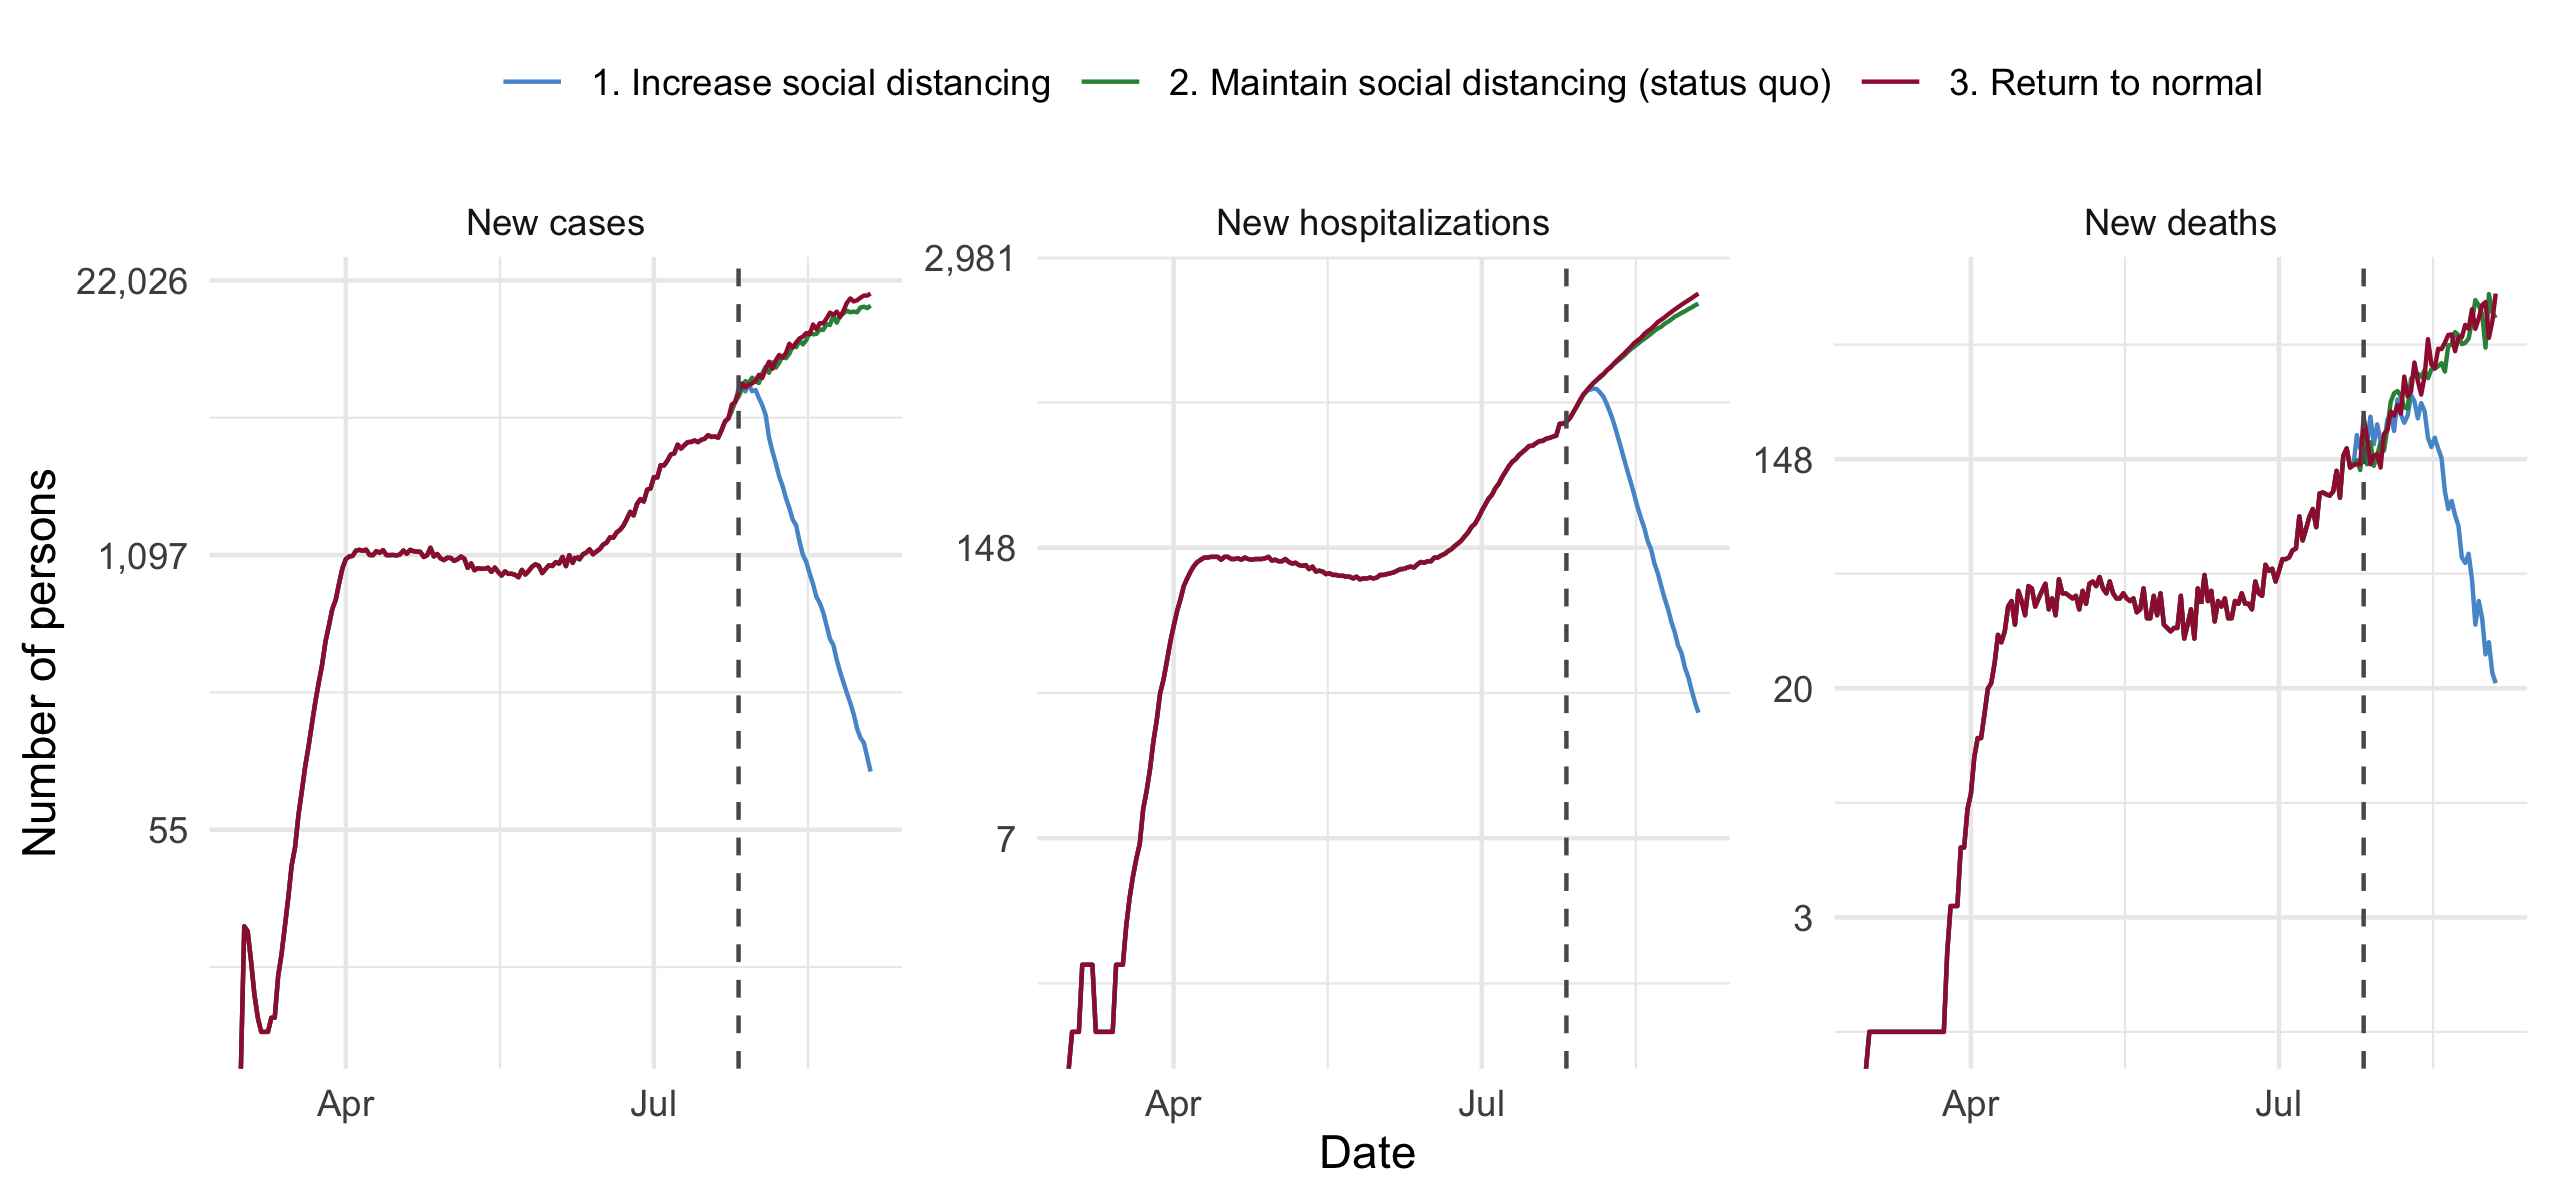 1. Increase social distancing 2. Maintain social distancing (status quo) 3. Return to normal
New cases
New hospitalizations
New deaths
Number of persons
22,026
1,097
55
2,981
148
7
148
20
3
Apr Jul
Apr Jul
Apr Jul
Date